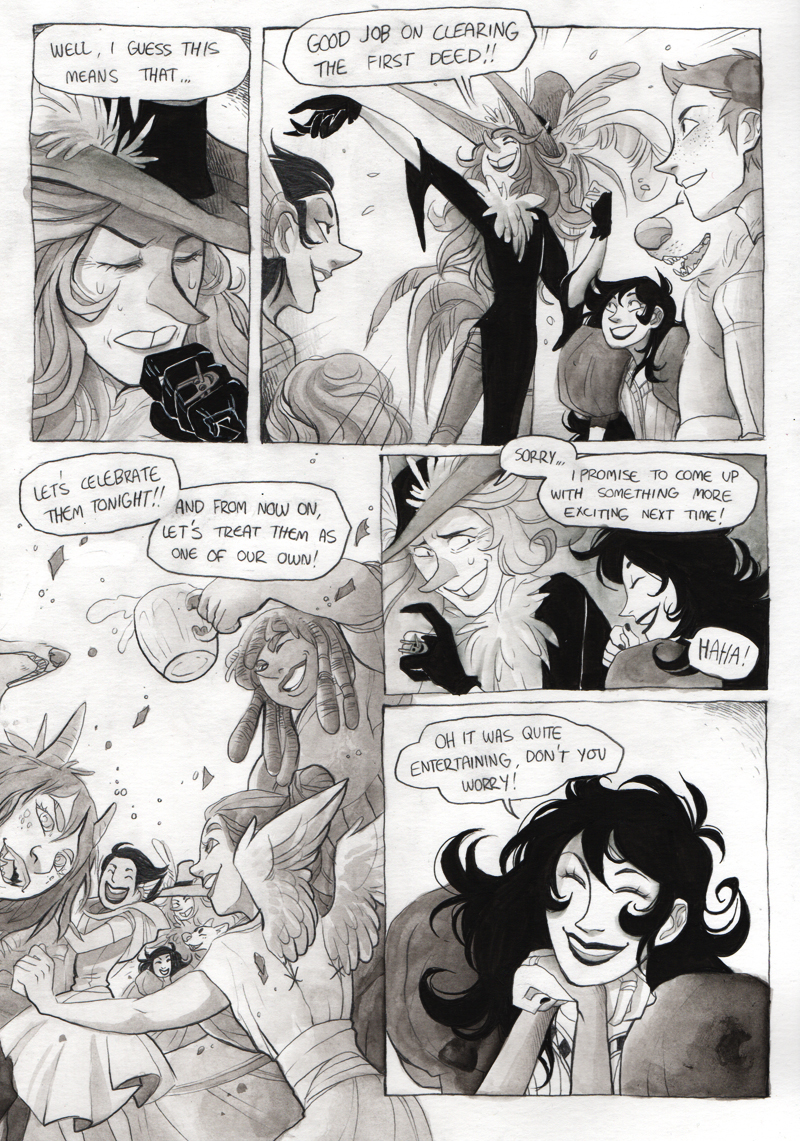 WELL, I GUESS THIS
MEANS THAT...
GOOD JOB ON CLEARING
THE FIRST DEED!!
LET'S CELEBRATE
THEM TONIGHT!!
AND FROM NOW ON,
LET'S TREAT THEM AS
ONE OF OUR OWN!
SORRY...
I PROMISE TO COME UP
WITH SOMETHING MORE
EXCITING NEXT TIME!
HAHA!
OH IT WAS QUITE
ENTERTAINING, DON'T YOU
WORRY!